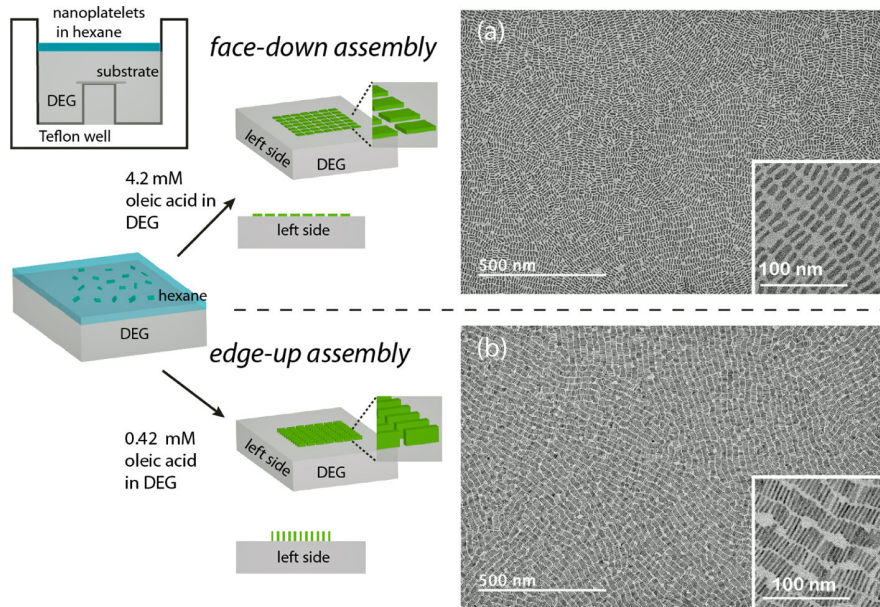 nanoplatelets
in hexane
substrate
DEG
Teflon well
face-down assembly
left side
DEG
4.2 mM
oleic acid in
DEG
left side
hexane
DEG
edge-up assembly
0.42 mM
oleic acid
in DEG
left side
DEG
left side
(a)
500 nm
100 nm
(b)
500 nm
100 nm